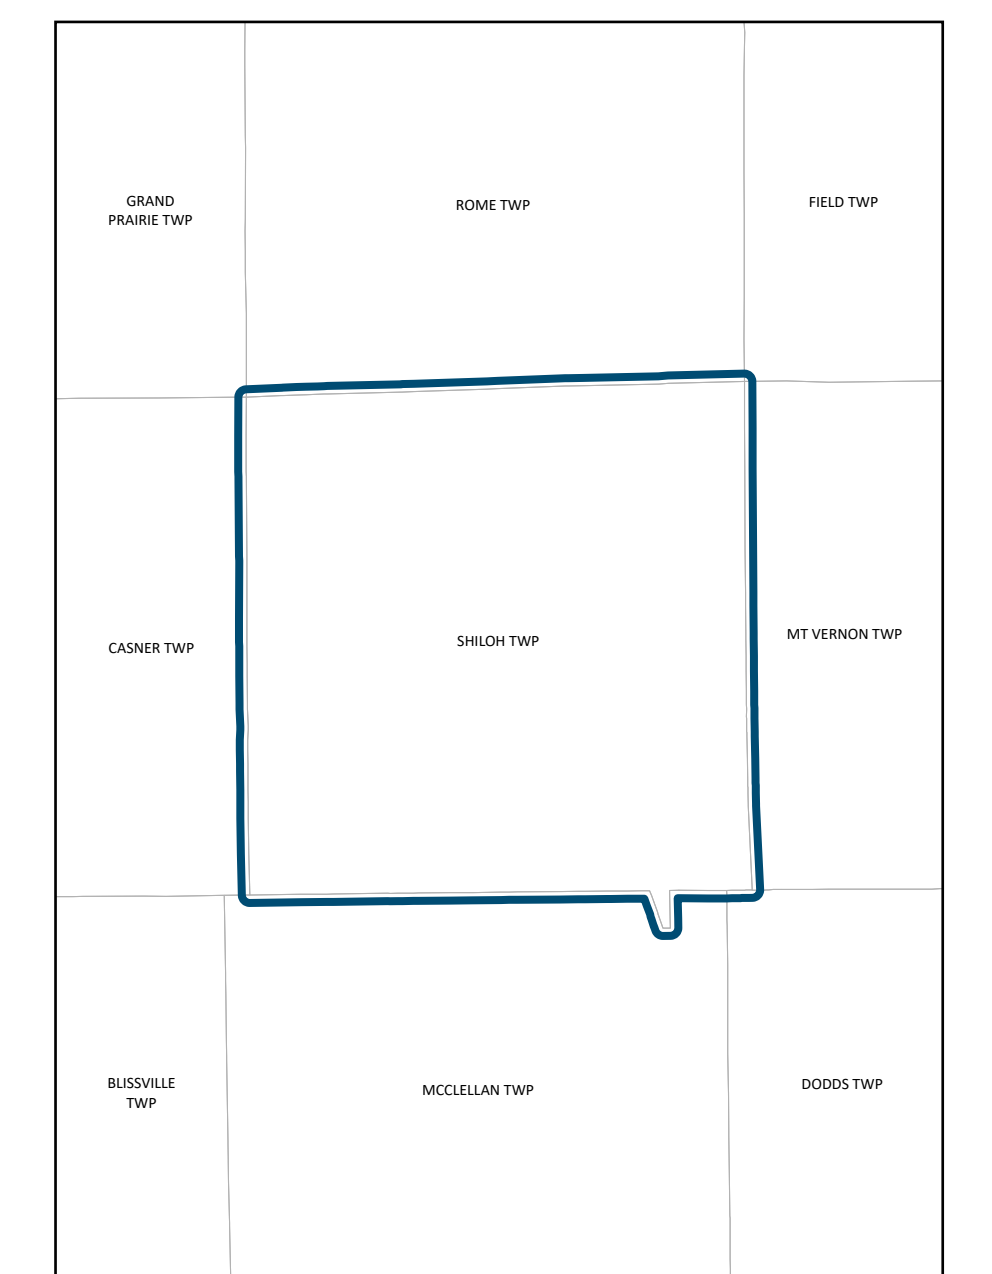 GRAND
PRAIRIE TWP
ROME TWP
FIELD TWP
CASNER TWP
SHILOH TWP
MT VERNON TWP
BLISSVILLE
TWP
MCCLELLAN TWP
DODDS TWP